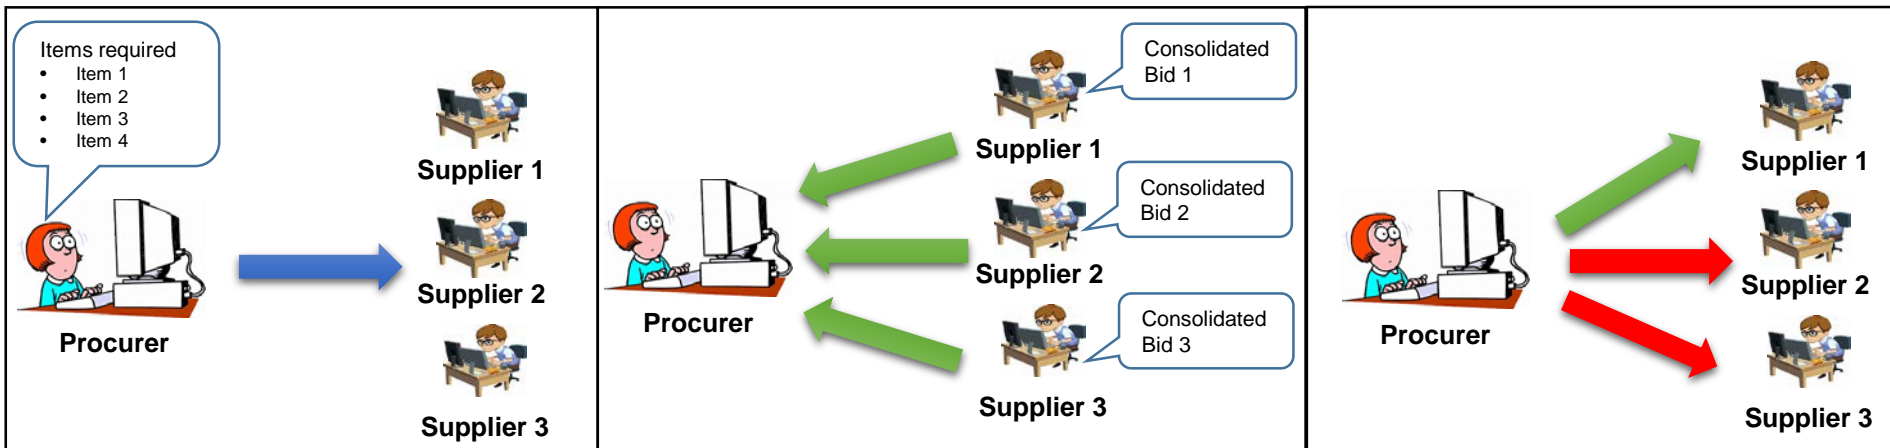 Items required
• Item 1
• Item 2
• Item 3
• Item 4
Supplier 1
Supplier 2
Procurer
Supplier 3
Consolidated
Bid 1
Supplier 1
Consolidated
Bid 2
Supplier 2
Procurer
Consolidated
Bid 3
Supplier 3
Supplier 1
Supplier 2
Procurer
Supplier 3